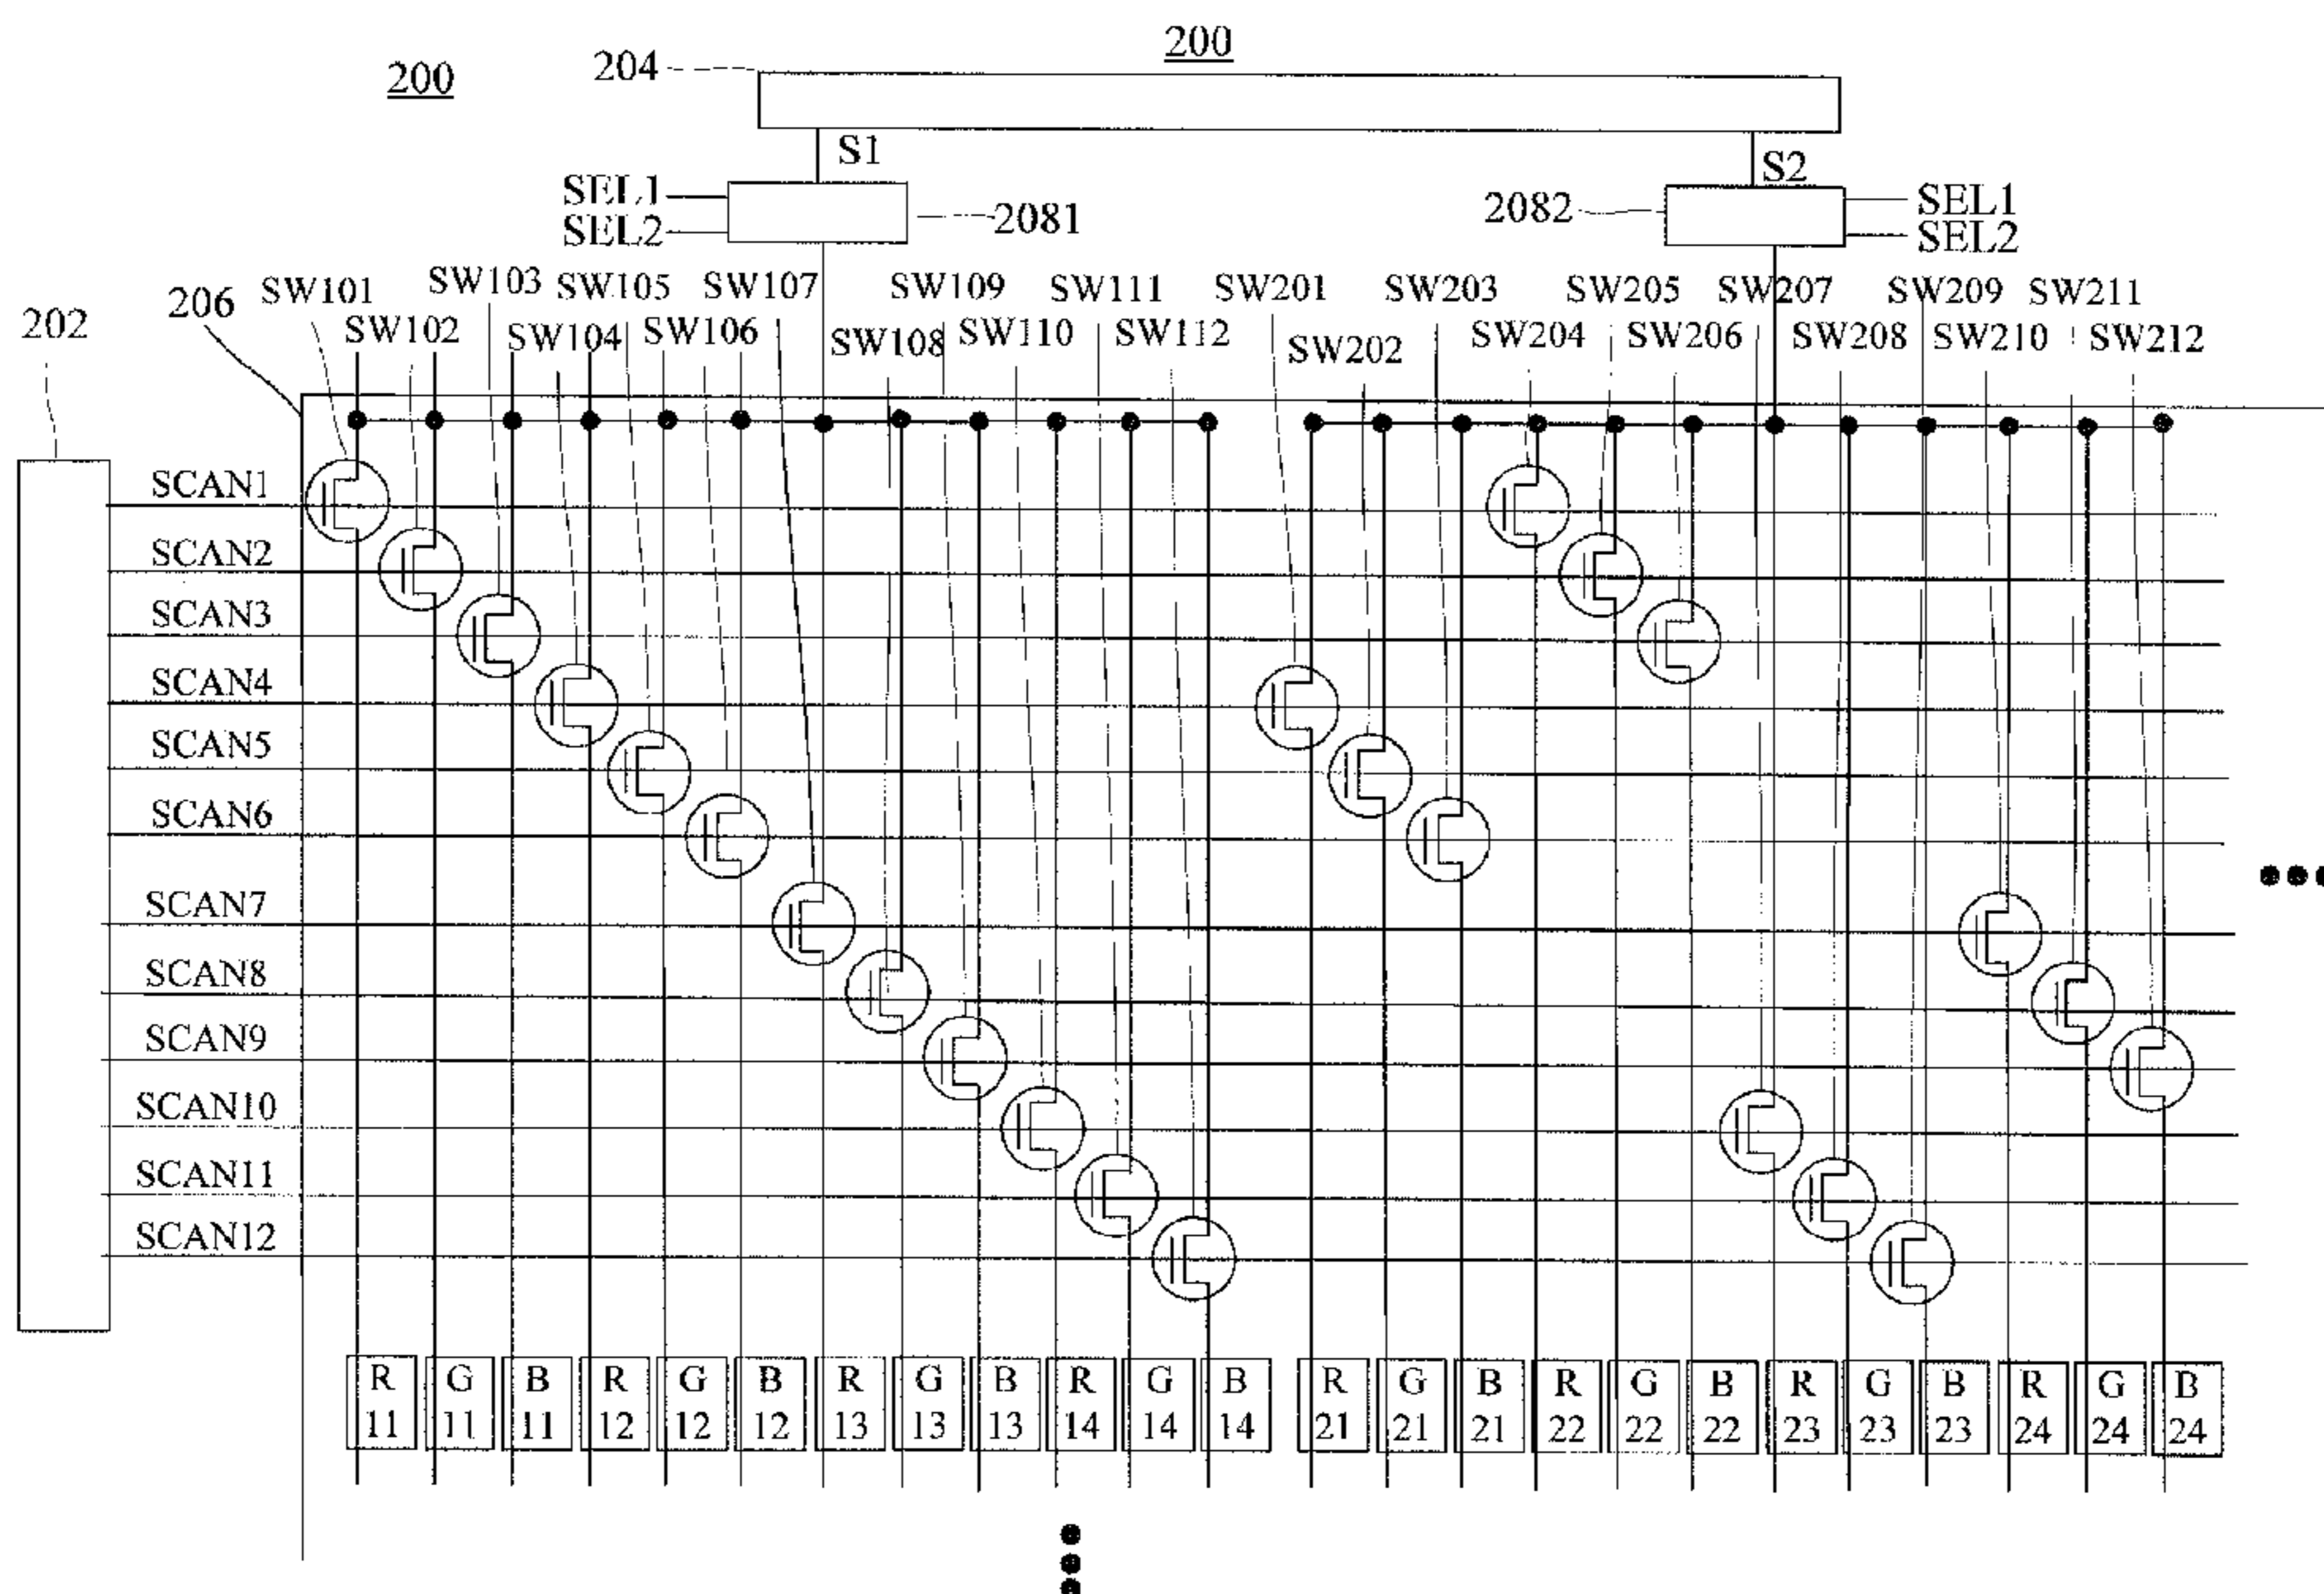 200
204
200
S1
S2
SEL1
SEL2
2081
2082
SEL1
SEL2
202
206
SW101
SW103
SW105
SW107
SW109
SW111
SW201
SW203
SW205
SW207
SW209
SW211
SW102
SW104
SW106
SW108
SW110
SW112
SW202
SW204
SW206
SW208
SW210
SW212
SCAN1
SCAN2
SCAN3
SCAN4
SCAN5
SCAN6
SCAN7
SCAN8
SCAN9
SCAN10
SCAN11
SCAN12
R G B R G B R G B R G B R G B R G B R G B R G B
11 11 11 12 12 12 13 13 13 14 14 14 21 21 21 22 22 22 23 23 23 24 24 24